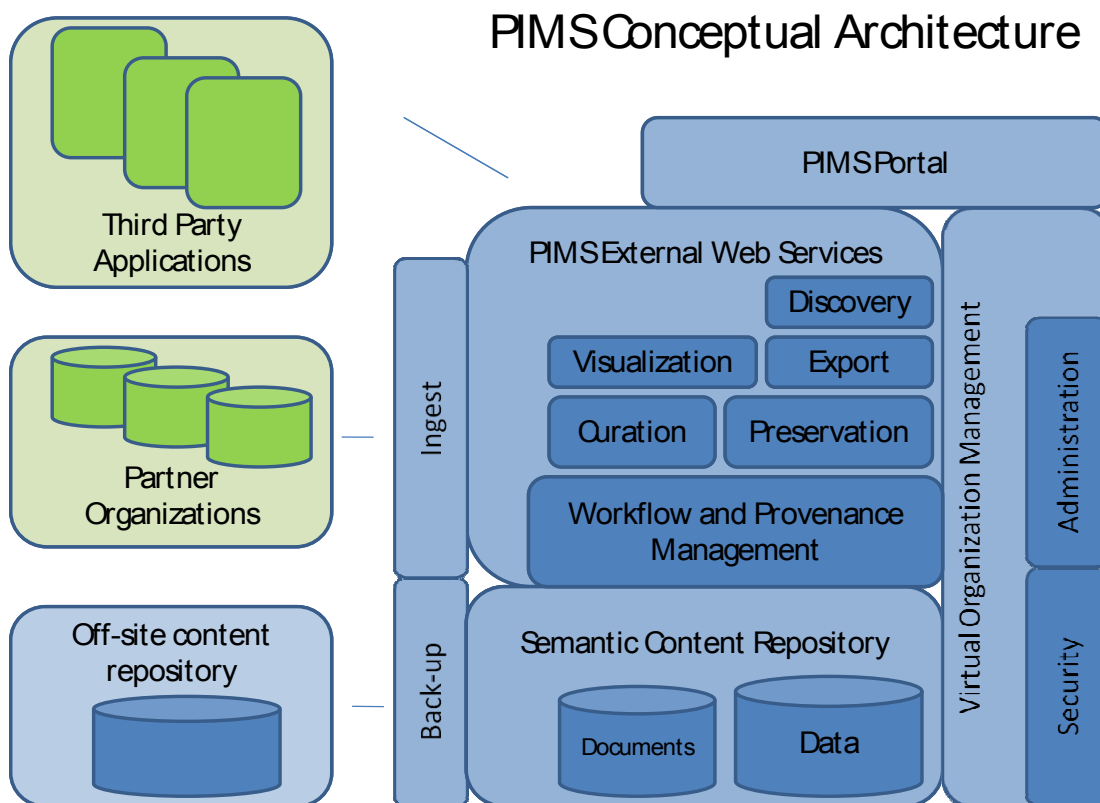 PIMS Conceptual Architecture
Third Party
Applications
Partner
Organizations
Off-site content
repository
PIMS Portal
PIMS External Web Services
Discovery
Visualization
Export
Curation
Preservation
Workflow and Provenance
Management
Ingest
Back-up
Semantic Content Repository
Documents
Data
Virtual Organization Management
Administration
Security